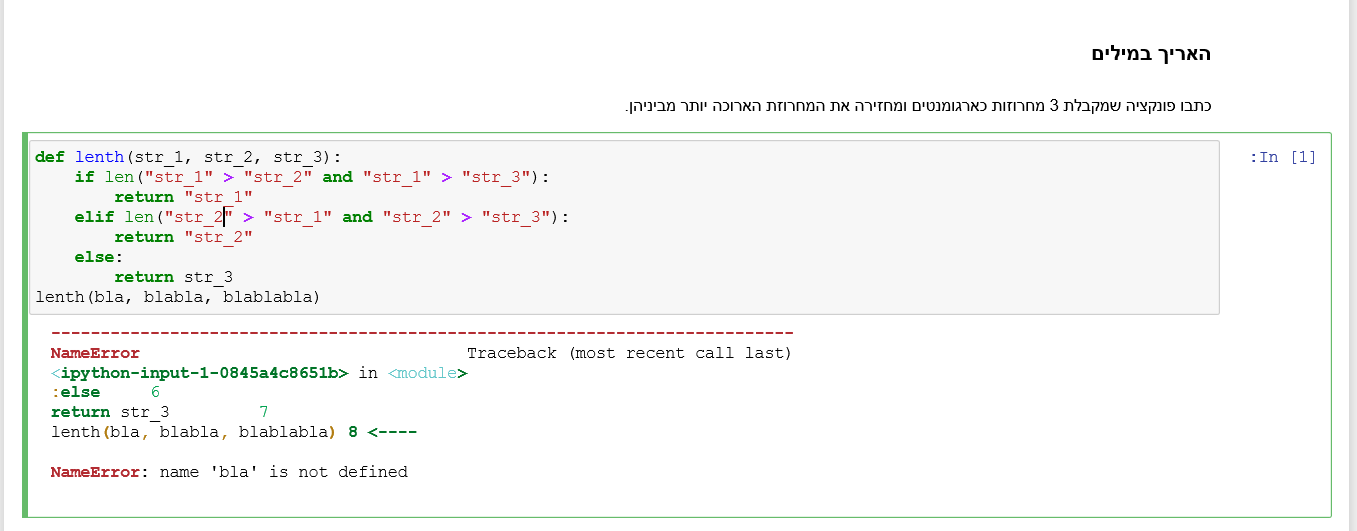 האריך במילים
כתבו פונקציה שמקבלת 3 מחרוזות כארגומנטים ומחזירה את המחרוזת הארוכה יותר מביניהן.
In [1]:
def lenth(str_1, str_2, str_3):
    if len("str_1" > "str_2" and "str_1" > "str_3"):
        return "str_1"
    elif len("str_2" > "str_1" and "str_2" > "str_3"):
        return "str_2"
    else:
        return str_3
lenth(bla, blabla, blablabla)
---------------------------------------------------------------------------
NameError                                 Traceback (most recent call last)
<ipython-input-1-0845a4c8651b> in <module>
:else     6
return str_3         7
lenth(bla, blabla, blablabla) 8 <----
NameError: name 'bla' is not defined